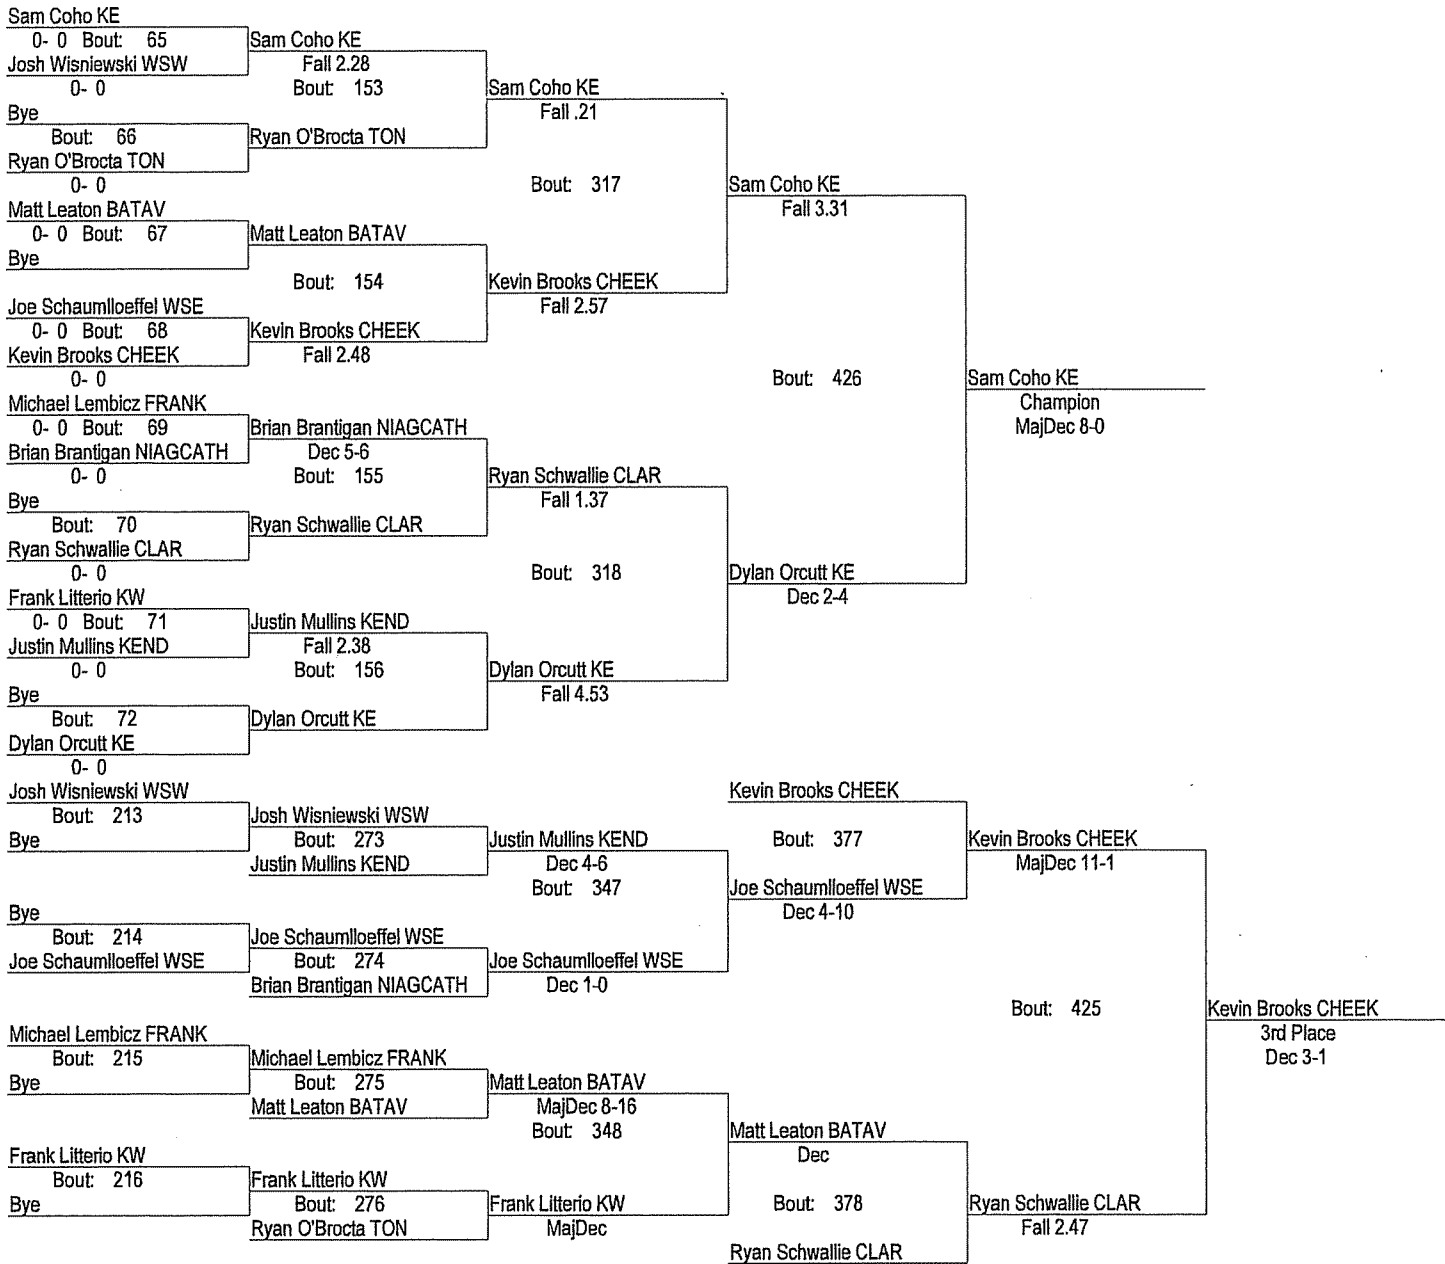 Sam Coho KE
0- 0 Bout: 65
Josh Wisniewski WSW
0- 0
Bye
Bout: 66
Ryan O'Brocta TON
0- 0
Matt Leaton BATAV
0- 0 Bout: 67
Bye
Joe Schaumlloeffel WSE
0- 0 Bout: 68
Kevin Brooks CHEEK
0- 0
Michael Lembicz FRANK
0- 0 Bout: 69
Brian Brantigan NIAGCATH
0- 0
Bye
Bout: 70
Ryan Schwallie CLAR
0- 0
Frank Litterio KW
0- 0 Bout: 71
Justin Mullins KEND
0- 0
Bye
Bout: 72
Dylan Orcutt KE
0- 0
Sam Coho KE
Fall 2.28
Bout: 153
Ryan O'Brocta TON
Matt Leaton BATAV
Bout: 154
Kevin Brooks CHEEK
Fall 2.48
Brian Brantigan NIAGCATH
Dec 5-6
Bout: 155
Ryan Schwallie CLAR
Justin Mullins KEND
Fall 2.38
Bout: 156
Dylan Orcutt KE
Sam Coho KE
Fall .21
Bout: 317
Kevin Brooks CHEEK
Fall 2.57
Ryan Schwallie CLAR
Fall 1.37
Bout: 318
Dylan Orcutt KE
Fall 4.53
Sam Coho KE
Fall 3.31
Bout: 426
Dylan Orcutt KE
Dec 2-4
Sam Coho KE
Champion
MajDec 8-0
Josh Wisniewski WSW
Bout: 213
Bye
Bye
Bout: 214
Joe Schaumlloeffel WSE
Michael Lembicz FRANK
Bout: 215
Bye
Frank Litterio KW
Bout: 216
Bye
Josh Wisniewski WSW
Bout: 273
Justin Mullins KEND
Joe Schaumlloeffel WSE
Bout: 274
Brian Brantigan NIAGCATH
Michael Lembicz FRANK
Bout: 275
Matt Leaton BATAV
Frank Litterio KW
Bout: 276
Ryan O'Brocta TON
Justin Mullins KEND
Dec 4-6
Bout: 347
Joe Schaumlloeffel WSE
Dec 1-0
Matt Leaton BATAV
MajDec 8-16
Bout: 348
Frank Litterio KW
MajDec
Kevin Brooks CHEEK
Bout: 377
Joe Schaumlloeffel WSE
Dec 4-10
Matt Leaton BATAV
Dec
Bout: 378
Ryan Schwallie CLAR
Kevin Brooks CHEEK
MajDec 11-1
Bout: 425
Ryan Schwallie CLAR
Fall 2.47
Kevin Brooks CHEEK
3rd Place
Dec 3-1